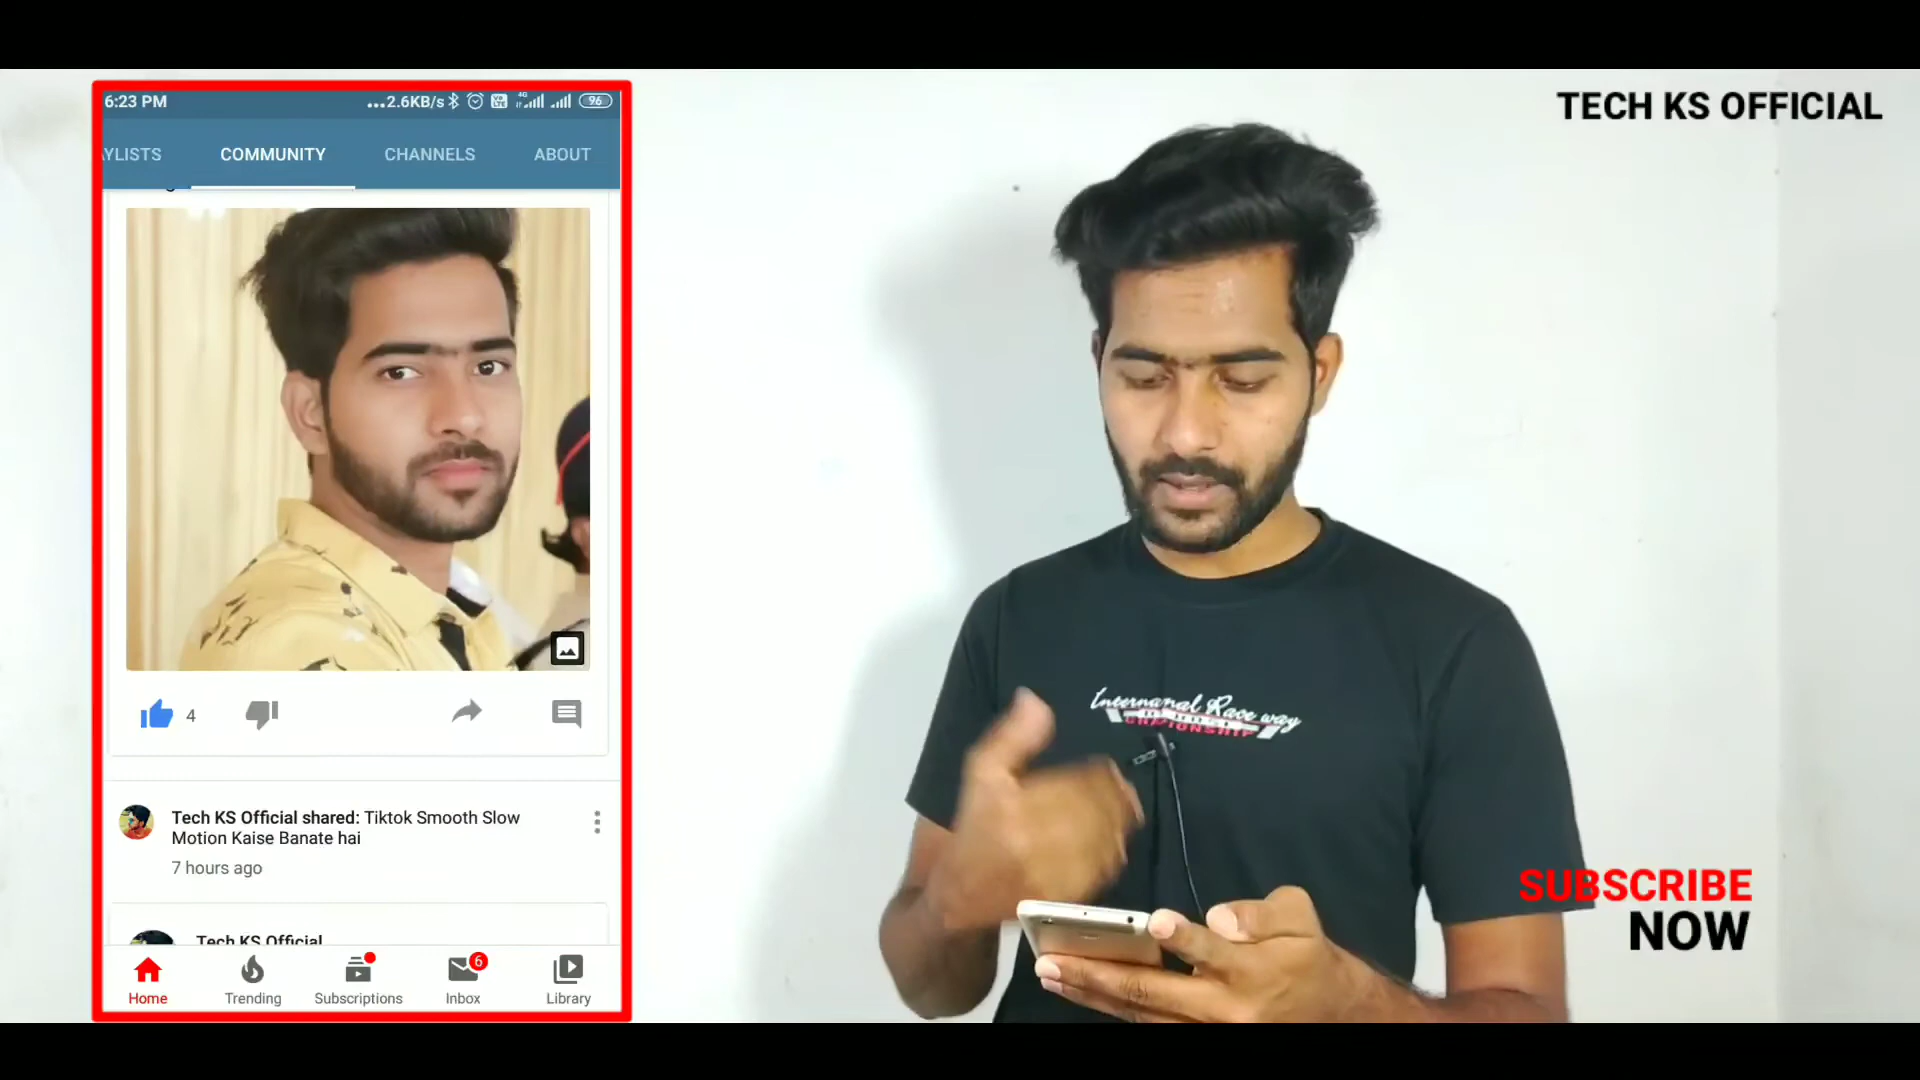 TECH KS OFFICIAL
6:23 PM
...2.6KB/s
4G
96
YLISTS
COMMUNITY
CHANNELS
ABOUT
4
Tech KS Official shared: Tiktok Smooth Slow
Motion Kaise Banate hai
7 hours ago
Tech KS Official
6
Home
Trending
Subscriptions
Inbox
Library
Race way
SUBSCRIBE
NOW